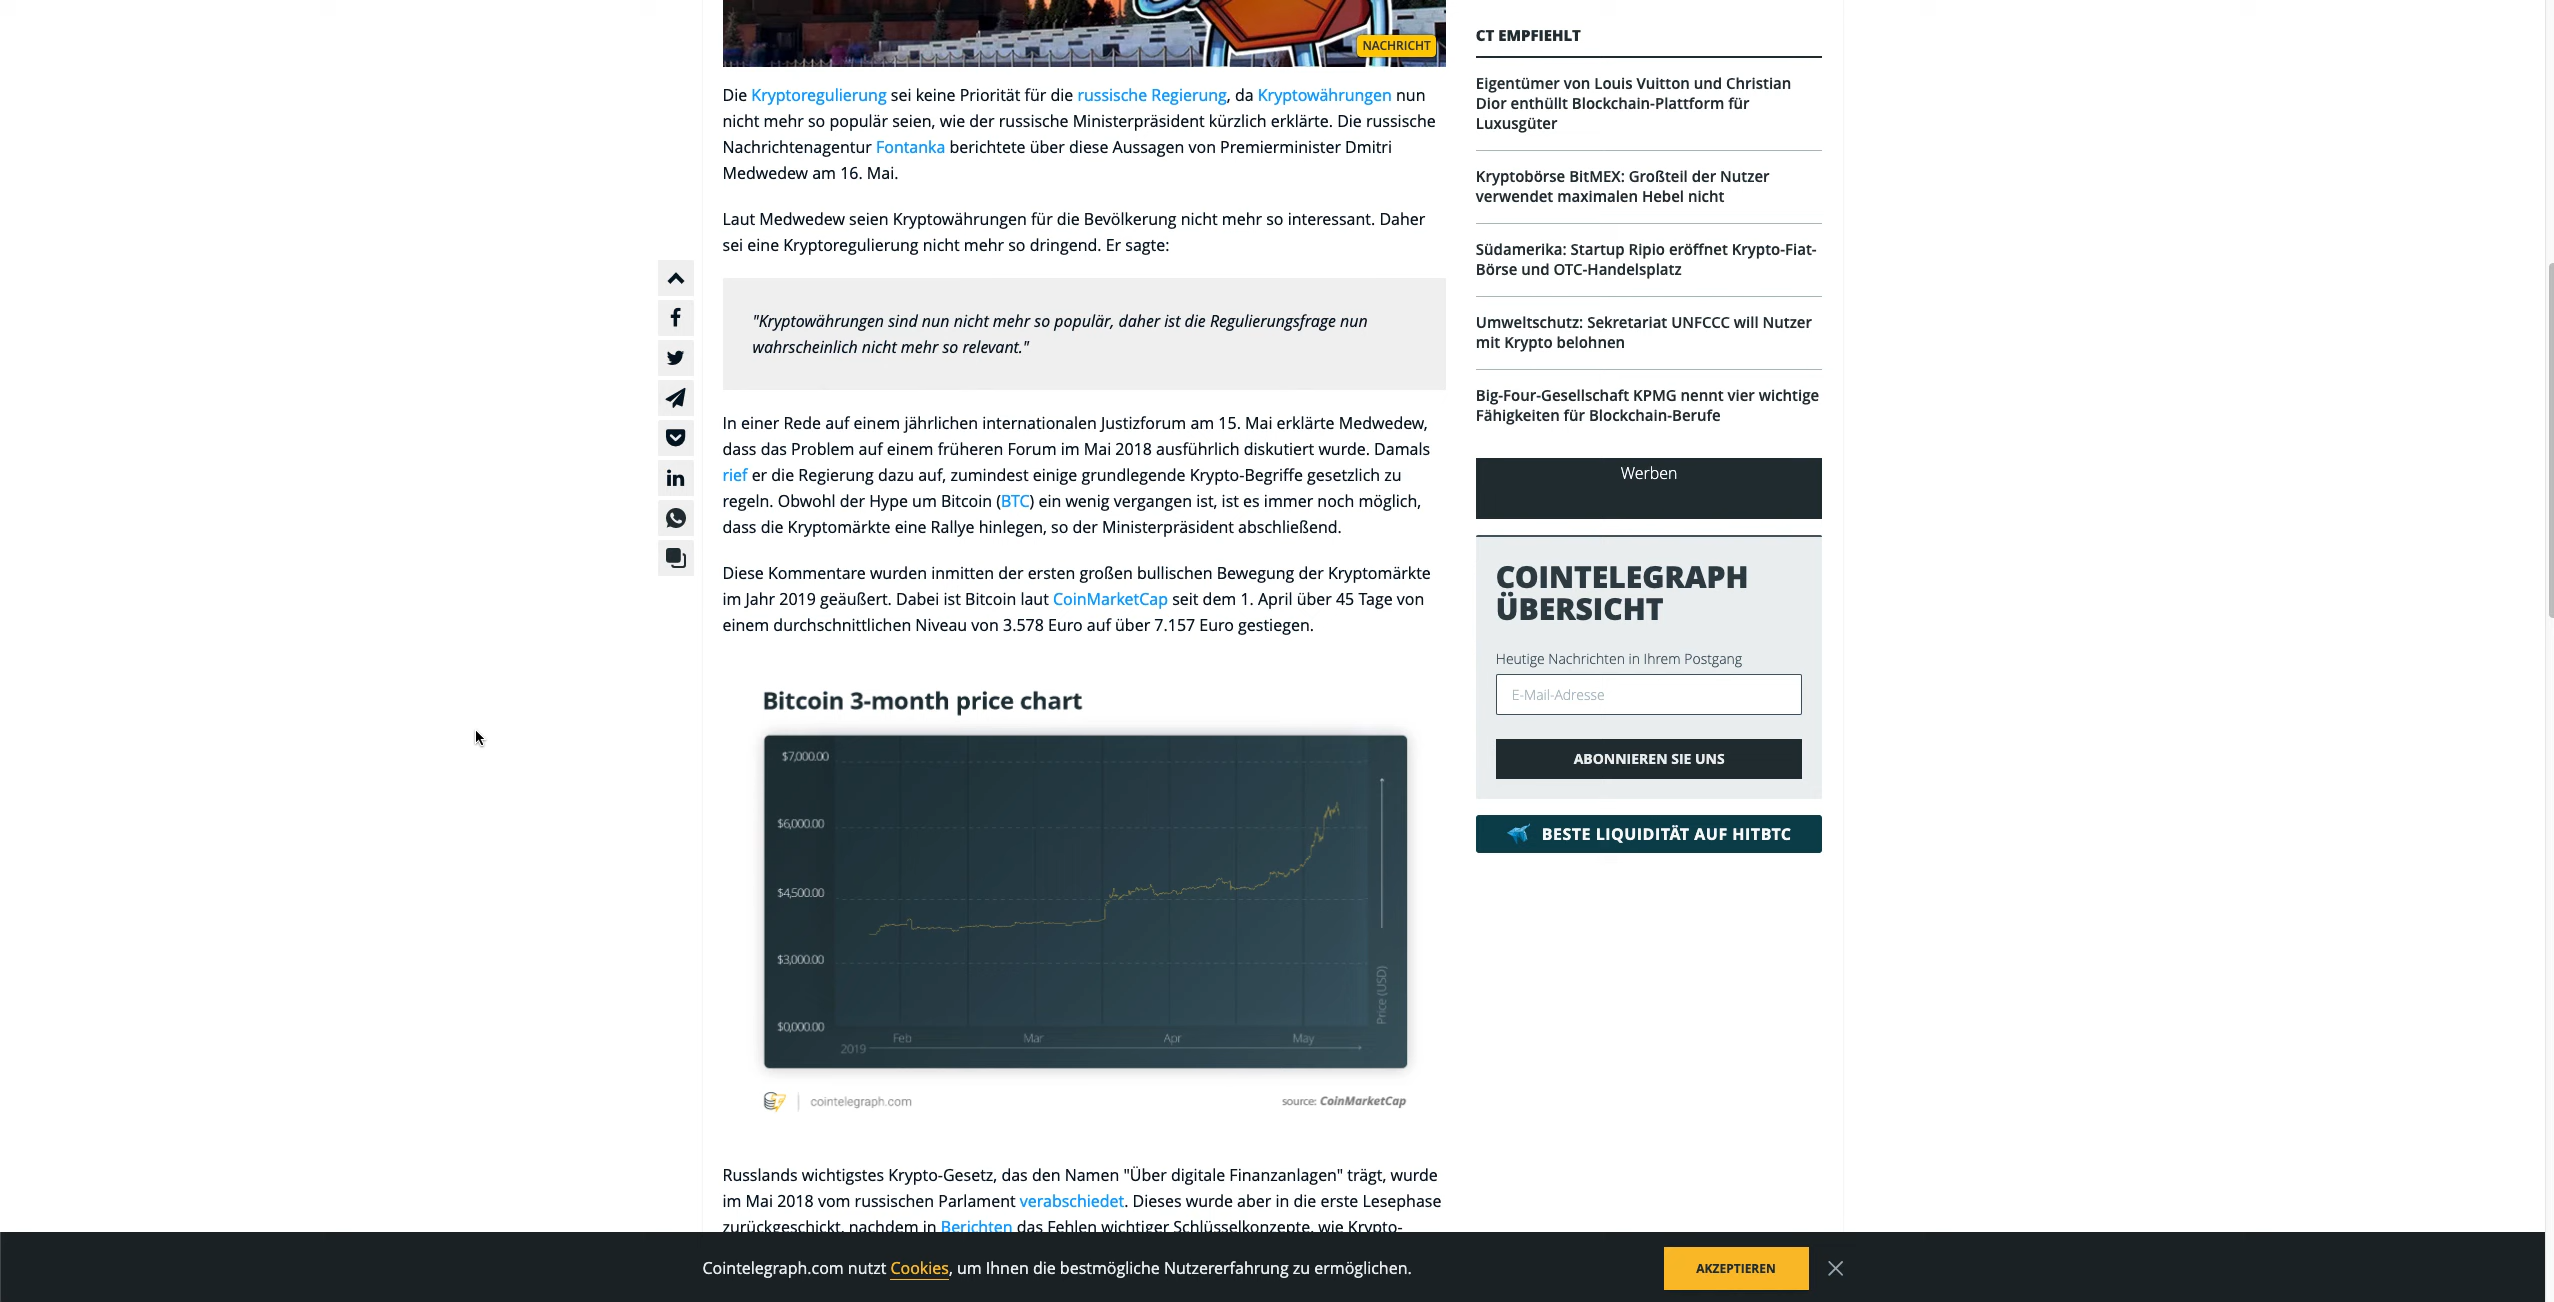 NACHRICHT
Die Kryptoregulierung sei keine Priorität für die russische Regierung, da Kryptowährungen nun
nicht mehr so populär seien, wie der russische Ministerpräsident kürzlich erklärte. Die russische
Nachrichtenagentur Fontanka berichtete über diese Aussagen von Premierminister Dmitri
Medwedew am 16. Mai.
Laut Medwedew seien Kryptowährungen für die Bevölkerung nicht mehr so interessant. Daher
sei eine Kryptoregulierung nicht mehr so dringend. Er sagte:
"Kryptowährungen sind nun nicht mehr so populär, daher ist die Regulierungsfrage nun
wahrscheinlich nicht mehr so relevant."
In einer Rede auf einem jährlichen internationalen Justizforum am 15. Mai erklärte Medwedew,
dass das Problem auf einem früheren Forum im Mai 2018 ausführlich diskutiert wurde. Damals
rief er die Regierung dazu auf, zumindest einige grundlegende Krypto-Begriffe gesetzlich zu
regeln. Obwohl der Hype um Bitcoin (BTC) ein wenig vergangen ist, ist es immer noch möglich,
dass die Kryptomärkte eine Rallye hinlegen, so der Ministerpräsident abschließend.
Diese Kommentare wurden inmitten der ersten großen bullischen Bewegung der Kryptomärkte
im Jahr 2019 geäußert. Dabei ist Bitcoin laut CoinMarketCap seit dem 1. April über 45 Tage von
einem durchschnittlichen Niveau von 3.578 Euro auf über 7.157 Euro gestiegen.
Bitcoin 3-month price chart
$7,000.00
$6,000.00
$4,500.00
$3,000.00
$0,000.00
Price (USD)
Feb Mar Apr May
2019
cointelegraph.com
source: CoinMarketCap
Russlands wichtigstes Krypto-Gesetz, das den Namen "Über digitale Finanzanlagen" trägt, wurde
im Mai 2018 vom russischen Parlament verabschiedet. Dieses wurde aber in die erste Lesephase
zurückgeschickt, nachdem in Berichten das Fehlen wichtiger Schlüsselkonzepte, wie Krypto-
CT EMPFIEHLT
Eigentümer von Louis Vuitton und Christian
Dior enthüllt Blockchain-Plattform für
Luxusgüter
Kryptobörse BitMEX: Großteil der Nutzer
verwendet maximalen Hebel nicht
Südamerika: Startup Ripio eröffnet Krypto-Fiat-
Börse und OTC-Handelsplatz
Umweltschutz: Sekretariat UNFCCC will Nutzer
mit Krypto belohnen
Big-Four-Gesellschaft KPMG nennt vier wichtige
Fähigkeiten für Blockchain-Berufe
Werben
COINTELEGRAPH
ÜBERSICHT
Heutige Nachrichten in Ihrem Postgang
E-Mail-Adresse
ABONNIEREN SIE UNS
BESTE LIQUIDITÄT AUF HITBTC
Cointelegraph.com nutzt Cookies, um Ihnen die bestmögliche Nutzererfahrung zu ermöglichen.
AKZEPTIEREN